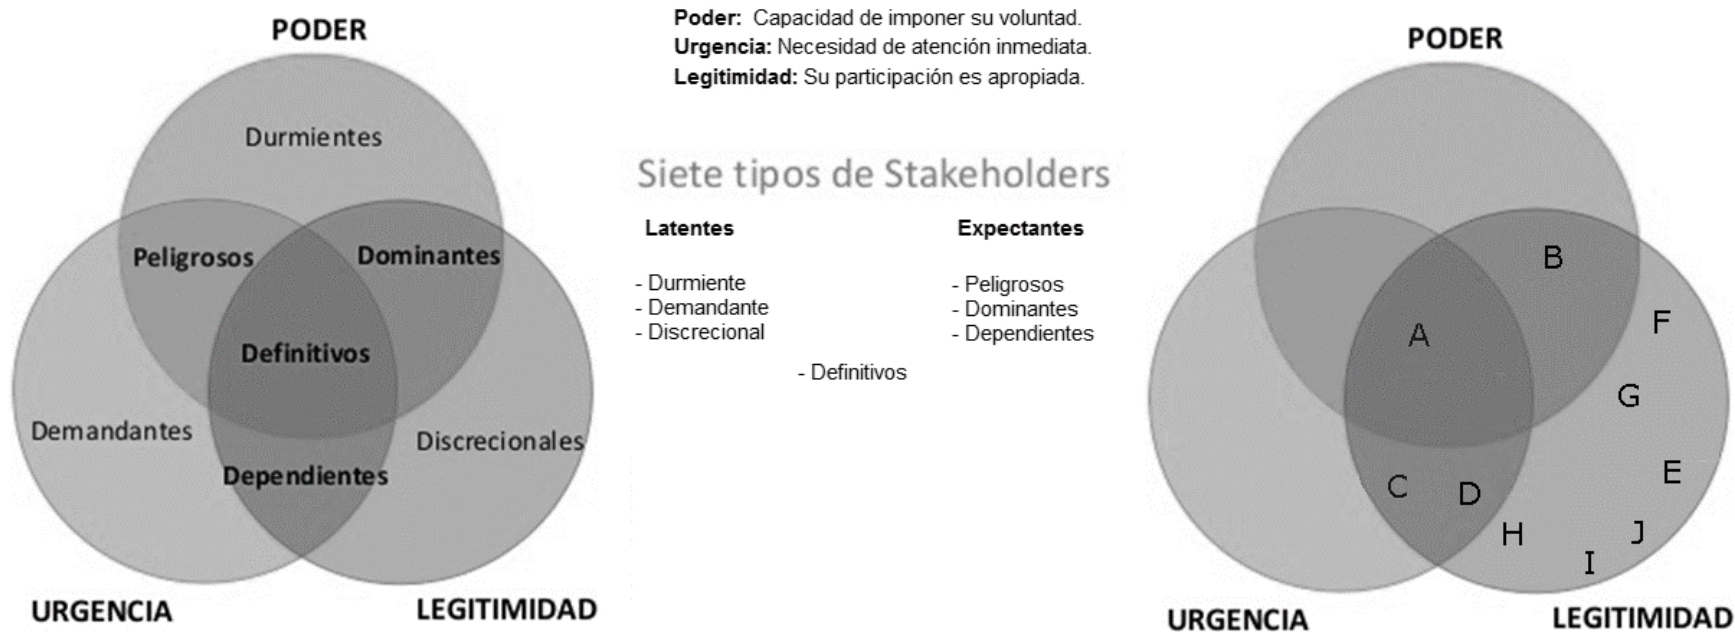 PODER
Durmientes
Peligrosos
Dominantes
Definitivos
Demandantes
Discrecionales
Dependientes
URGENCIA
LEGITIMIDAD
Poder: Capacidad de imponer su voluntad.
Urgencia: Necesidad de atención inmediata.
Legitimidad: Su participación es apropiada.
Siete tipos de Stakeholders
Latentes
- Durmiente
- Demandante
- Discrecional
Expectantes
- Peligrosos
- Dominantes
- Dependientes
- Definitivos
PODER
B
F
A
G
E
C
D
H
J
I
URGENCIA
LEGITIMIDAD